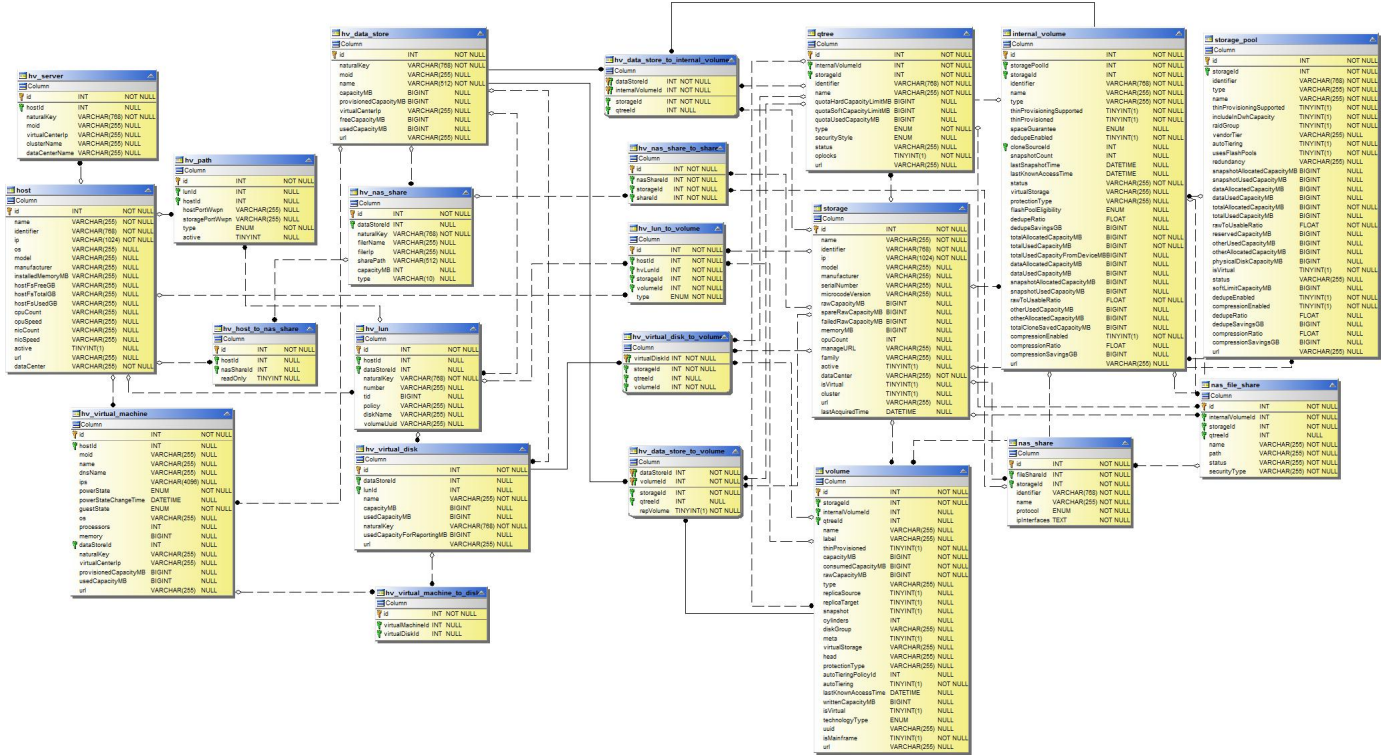 hv_server
Column
id INT NOT NULL
hostId INT NULL
naturalKey VARCHAR(768) NOT NULL
moid VARCHAR(255) NULL
virtualCenterIp VARCHAR(255) NULL
clusterName VARCHAR(255) NULL
dataCenterName VARCHAR(255) NULL
host
Column
id INT NOT NULL
name VARCHAR(255) NOT NULL
identifier VARCHAR(768) NOT NULL
ip VARCHAR(1024) NOT NULL
os VARCHAR(255) NULL
model VARCHAR(255) NULL
manufacturer VARCHAR(255) NULL
installedMemoryMB VARCHAR(255) NULL
hostFsFreeGB VARCHAR(255) NULL
hostFsTotalGB VARCHAR(255) NULL
hostFsUsedGB VARCHAR(255) NULL
cpuCount VARCHAR(255) NULL
cpuSpeed VARCHAR(255) NULL
nicCount VARCHAR(255) NULL
nicSpeed VARCHAR(255) NULL
active TINYINT(1) NULL
url VARCHAR(255) NULL
dataCenter VARCHAR(255) NOT NULL
hv_path
Column
id INT NOT NULL
lunId INT NULL
hostId INT NULL
hostPortWwpn VARCHAR(255) NULL
storagePortWwpn VARCHAR(255) NULL
type ENUM NOT NULL
active TINYINT NULL
hv_host_to_nas_share
Column
id INT NOT NULL
hostId INT NULL
nasShareId INT NULL
readOnly TINYINT NULL
hv_virtual_machine
Column
id INT NOT NULL
hostId INT NULL
moid VARCHAR(255) NULL
name VARCHAR(255) NULL
dnsName VARCHAR(255) NULL
ips VARCHAR(4096) NULL
powerState ENUM NOT NULL
powerStateChangeTime DATETIME NULL
guestState ENUM NOT NULL
os VARCHAR(255) NULL
processors INT NULL
memory BIGINT NULL
dataStoreId INT NULL
naturalKey VARCHAR(255) NULL
virtualCenterIp VARCHAR(255) NULL
provisionedCapacityMB BIGINT NULL
usedCapacityMB BIGINT NULL
url VARCHAR(255) NULL
hv_data_store
Column
id INT NOT NULL
naturalKey VARCHAR(768) NOT NULL
moid VARCHAR(255) NULL
name VARCHAR(512) NOT NULL
capacityMB BIGINT NULL
provisionedCapacityMB BIGINT NULL
virtualCenterIp VARCHAR(255) NULL
freeCapacityMB BIGINT NULL
usedCapacityMB BIGINT NULL
url VARCHAR(255) NULL
hv_nas_share
Column
id INT NOT NULL
dataStoreId INT NULL
naturalKey VARCHAR(768) NOT NULL
filerName VARCHAR(255) NULL
filerIp VARCHAR(255) NULL
sharePath VARCHAR(512) NULL
capacityMB INT NULL
type VARCHAR(10) NULL
hv_lun
Column
id INT NOT NULL
hostId INT NULL
dataStoreId INT NULL
naturalKey VARCHAR(768) NOT NULL
number VARCHAR(255) NULL
tid BIGINT NULL
policy VARCHAR(255) NULL
diskName VARCHAR(255) NULL
volumeUuid VARCHAR(255) NULL
hv_virtual_disk
Column
id INT NOT NULL
dataStoreId INT NULL
lunId INT NULL
name VARCHAR(255) NOT NULL
capacityMB BIGINT NULL
usedCapacityMB BIGINT NULL
naturalKey VARCHAR(768) NOT NULL
usedCapacityForReportingMB BIGINT NULL
url VARCHAR(255) NULL
hv_virtual_machine_to_disk
Column
id INT NOT NULL
virtualMachineId INT NULL
virtualDiskId INT NULL
hv_data_store_to_internal_volume
Column
dataStoreId INT NOT NULL
internalVolumeId INT NOT NULL
storageId INT NOT NULL
qtreeId INT NULL
hv_nas_share_to_share
Column
id INT NOT NULL
nasShareId INT NOT NULL
storageId INT NOT NULL
shareId INT NOT NULL
hv_lun_to_volume
Column
id INT NOT NULL
hostId INT NOT NULL
hvLunId INT NOT NULL
storageId INT NOT NULL
volumeId INT NOT NULL
type ENUM NOT NULL
hv_virtual_disk_to_volume
Column
virtualDiskId INT NOT NULL
storageId INT NOT NULL
qtreeId INT NULL
volumeId INT NOT NULL
hv_data_store_to_volume
Column
dataStoreId INT NOT NULL
volumeId INT NOT NULL
storageId INT NOT NULL
qtreeId INT NULL
repVolume TINYINT(1) NOT NULL
qtree
Column
id INT NOT NULL
internalVolumeId INT NOT NULL
storageId INT NOT NULL
identifier VARCHAR(768) NOT NULL
name VARCHAR(255) NOT NULL
quotaHardCapacityLimitMB BIGINT NULL
quotaSoftCapacityLimitMB BIGINT NULL
quotaUsedCapacityMB BIGINT NULL
type ENUM NOT NULL
securityStyle ENUM NULL
status VARCHAR(255) NULL
oplocks TINYINT(1) NOT NULL
url VARCHAR(255) NULL
storage
Column
id INT NOT NULL
name VARCHAR(255) NOT NULL
identifier VARCHAR(768) NOT NULL
ip VARCHAR(1024) NOT NULL
model VARCHAR(255) NULL
manufacturer VARCHAR(255) NULL
serialNumber VARCHAR(255) NULL
microcodeVersion VARCHAR(255) NULL
rawCapacityMB BIGINT NULL
spareRawCapacityMB BIGINT NULL
failedRawCapacityMB BIGINT NULL
memoryMB BIGINT NULL
cpuCount INT NULL
manageURL VARCHAR(255) NULL
family VARCHAR(255) NULL
active TINYINT(1) NULL
dataCenter VARCHAR(255) NOT NULL
isVirtual TINYINT(1) NULL
cluster TINYINT(1) NULL
url VARCHAR(255) NULL
lastAcquiredTime DATETIME NULL
volume
Column
id INT NOT NULL
storageId INT NOT NULL
internalVolumeId INT NULL
qtreeId INT NULL
name VARCHAR(255) NULL
label VARCHAR(255) NULL
thinProvisioned TINYINT(1) NOT NULL
capacityMB BIGINT NOT NULL
consumedCapacityMB BIGINT NOT NULL
rawCapacityMB BIGINT NOT NULL
type VARCHAR(255) NULL
replicaSource TINYINT(1) NULL
replicaTarget TINYINT(1) NULL
snapshot TINYINT(1) NULL
cylinders INT NULL
diskGroup VARCHAR(255) NULL
meta TINYINT(1) NULL
virtualStorage VARCHAR(255) NULL
head VARCHAR(255) NULL
protectionType VARCHAR(255) NULL
autoTieringPolicyId INT NULL
autoTiering TINYINT(1) NOT NULL
lastKnownAccessTime DATETIME NULL
writtenCapacityMB BIGINT NULL
isVirtual TINYINT(1) NULL
technologyType ENUM NULL
uuid VARCHAR(255) NULL
isMainframe TINYINT(1) NOT NULL
url VARCHAR(255) NULL
internal_volume
Column
id INT NOT NULL
storagePoolId INT NOT NULL
storageId INT NOT NULL
identifier VARCHAR(768) NOT NULL
name VARCHAR(255) NOT NULL
type VARCHAR(255) NOT NULL
thinProvisioningSupported TINYINT(1) NOT NULL
thinProvisioned TINYINT(1) NOT NULL
spaceGuarantee ENUM NULL
dedupeEnabled TINYINT(1) NOT NULL
cloneSourceId INT NULL
snapshotCount INT NULL
lastSnapshotTime DATETIME NULL
lastKnownAccessTime DATETIME NULL
status VARCHAR(255) NOT NULL
virtualStorage VARCHAR(255) NULL
protectionType VARCHAR(255) NULL
flashPoolEligibility ENUM NULL
dedupeRatio FLOAT NULL
dedupeSavingsGB BIGINT NULL
totalAllocatedCapacityMB BIGINT NOT NULL
totalUsedCapacityMB BIGINT NOT NULL
totalUsedCapacityFromDeviceMB BIGINT NULL
dataAllocatedCapacityMB BIGINT NULL
dataUsedCapacityMB BIGINT NULL
snapshotAllocatedCapacityMB BIGINT NULL
snapshotUsedCapacityMB BIGINT NULL
rawToUsableRatio FLOAT NOT NULL
otherUsedCapacityMB BIGINT NULL
otherAllocatedCapacityMB BIGINT NULL
totalCloneSavedCapacityMB BIGINT NULL
compressionEnabled TINYINT(1) NOT NULL
compressionRatio FLOAT NULL
compressionSavingsGB BIGINT NULL
url VARCHAR(255) NULL
nas_share
Column
id INT NOT NULL
fileShareId INT NOT NULL
storageId INT NOT NULL
identifier VARCHAR(768) NOT NULL
name VARCHAR(255) NOT NULL
protocol ENUM NOT NULL
ipInterfaces TEXT NOT NULL
storage_pool
Column
id INT NOT NULL
storageId INT NOT NULL
identifier VARCHAR(768) NOT NULL
type VARCHAR(255) NOT NULL
name VARCHAR(255) NOT NULL
thinProvisioningSupported TINYINT(1) NOT NULL
includeInDwhCapacity TINYINT(1) NOT NULL
raidGroup TINYINT(1) NOT NULL
vendorTier VARCHAR(255) NULL
autoTiering TINYINT(1) NOT NULL
usesFlashPools TINYINT(1) NOT NULL
redundancy VARCHAR(255) NULL
snapshotAllocatedCapacityMB BIGINT NULL
snapshotUsedCapacityMB BIGINT NULL
dataAllocatedCapacityMB BIGINT NULL
dataUsedCapacityMB BIGINT NOT NULL
totalAllocatedCapacityMB BIGINT NOT NULL
totalUsedCapacityMB BIGINT NULL
rawToUsableRatio FLOAT NOT NULL
reservedCapacityMB BIGINT NULL
otherUsedCapacityMB BIGINT NULL
otherAllocatedCapacityMB BIGINT NULL
physicalDiskCapacityMB BIGINT NULL
isVirtual TINYINT(1) NOT NULL
status VARCHAR(255) NULL
softLimitCapacityMB BIGINT NULL
dedupeEnabled TINYINT(1) NOT NULL
compressionEnabled TINYINT(1) NOT NULL
dedupeRatio FLOAT NULL
dedupeSavingsGB BIGINT NULL
compressionRatio FLOAT NULL
compressionSavingsGB BIGINT NULL
url VARCHAR(255) NULL
nas_file_share
Column
id INT NOT NULL
internalVolumeId INT NOT NULL
storageId INT NOT NULL
qtreeId INT NULL
name VARCHAR(255) NOT NULL
path VARCHAR(255) NOT NULL
status VARCHAR(255) NOT NULL
securityType VARCHAR(255) NOT NULL